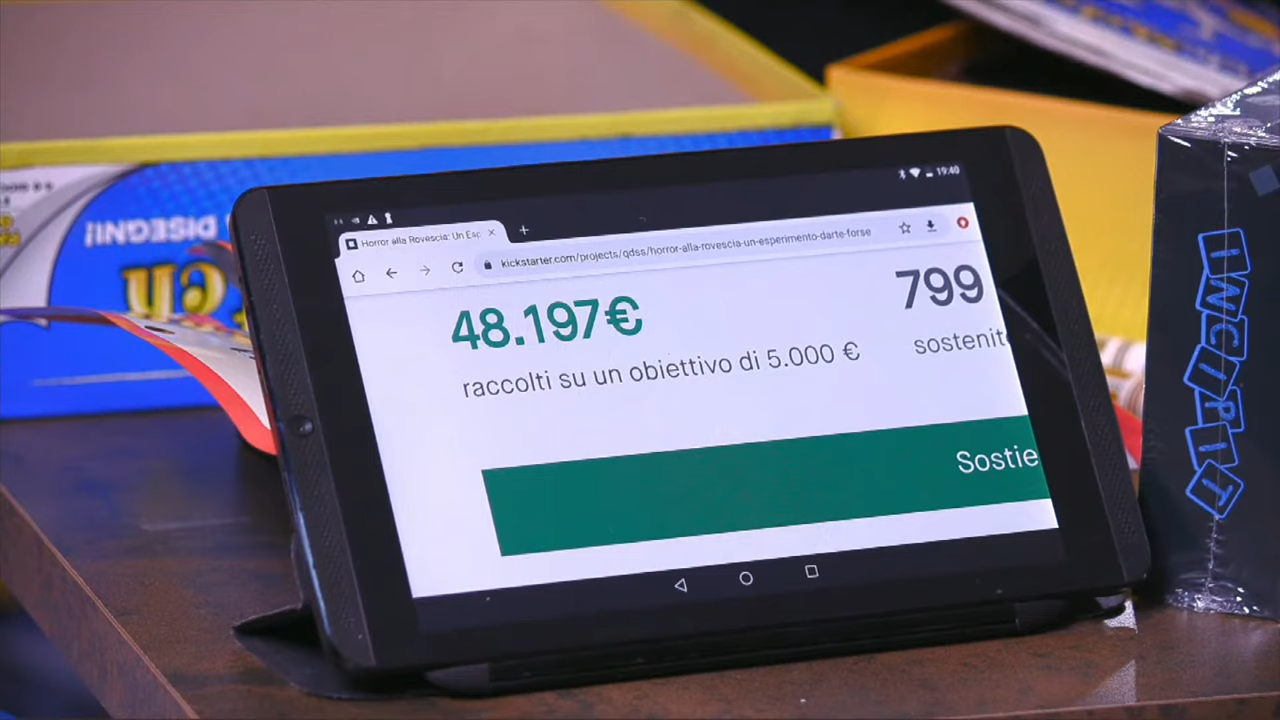 19:40
Horror alla Rovescia: Un Esp
kickstarter.com/projects/qdss/horror-alla-rovescia-un-esperimento-darte-forse
48.197€
799
raccolti su un obiettivo di 5.000 €
sostenit
Sostie
DISEGNI!!
INCIPIT